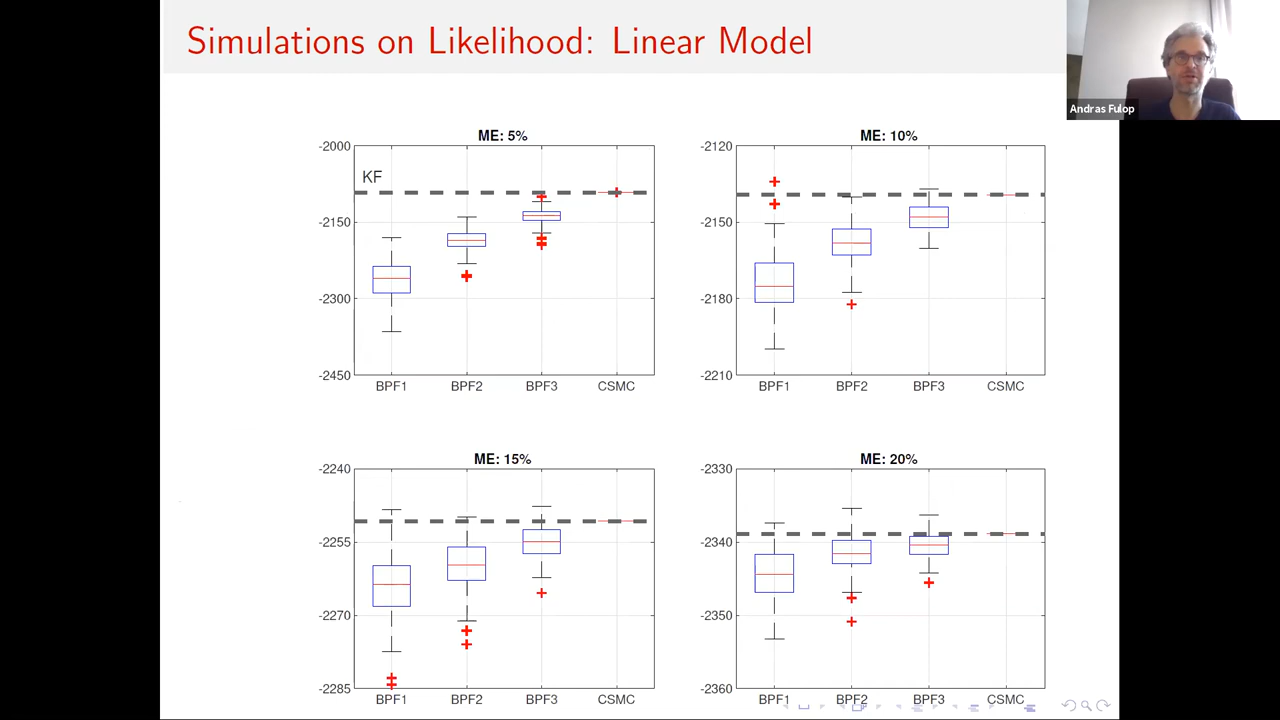 Simulations on Likelihood: Linear Model
Andras Fulop
ME: 5%
-2000
-2150
-2300
-2450
KF
BPF1 BPF2 BPF3 CSMC
ME: 10%
-2120
-2150
-2180
-2210
BPF1 BPF2 BPF3 CSMC
ME: 15%
-2240
-2255
-2270
-2285
BPF1 BPF2 BPF3 CSMC
ME: 20%
-2330
-2340
-2350
-2360
BPF1 BPF2 BPF3 CSMC